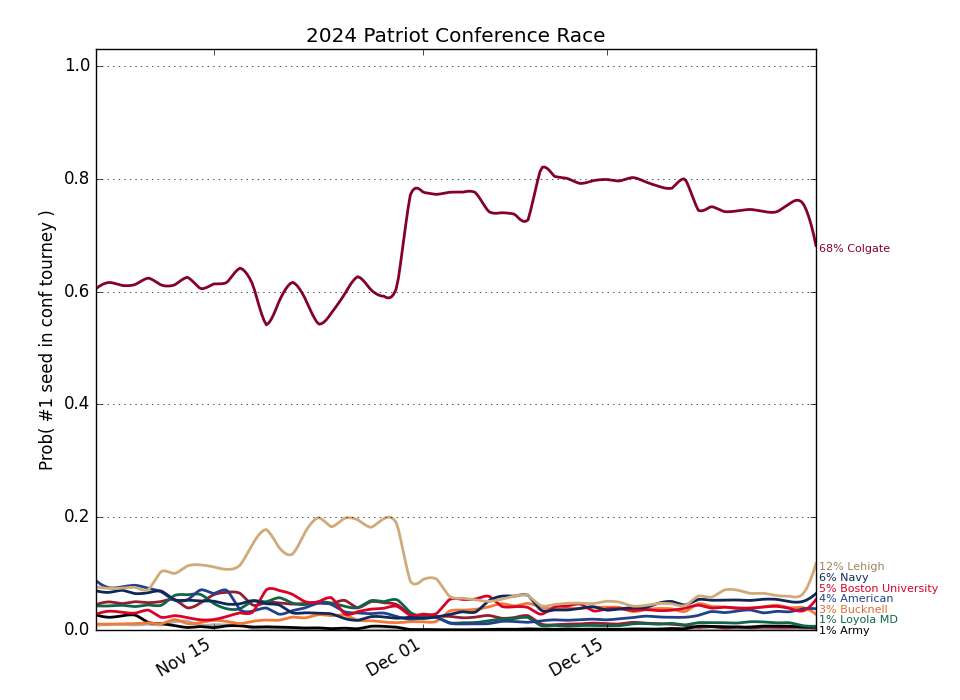 2024 Patriot Conference Race
Prob( #1 seed in conf tourney )
1.0
0.8
0.6
0.4
0.2
0.0
Nov 15
Dec 01
Dec 15
68% Colgate
12% Lehigh
6% Navy
5% Boston University
4% American
3% Bucknell
1% Loyola MD
1% Army